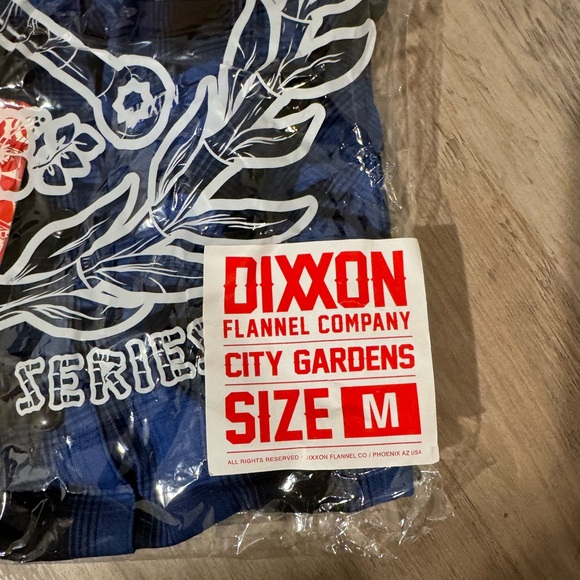 SERIES
DIXXON
FLANNEL COMPANY
CITY GARDENS
SIZE M
ALL RIGHTS RESERVED - DIXXON FLANNEL CO / PHOENIX AZ USA